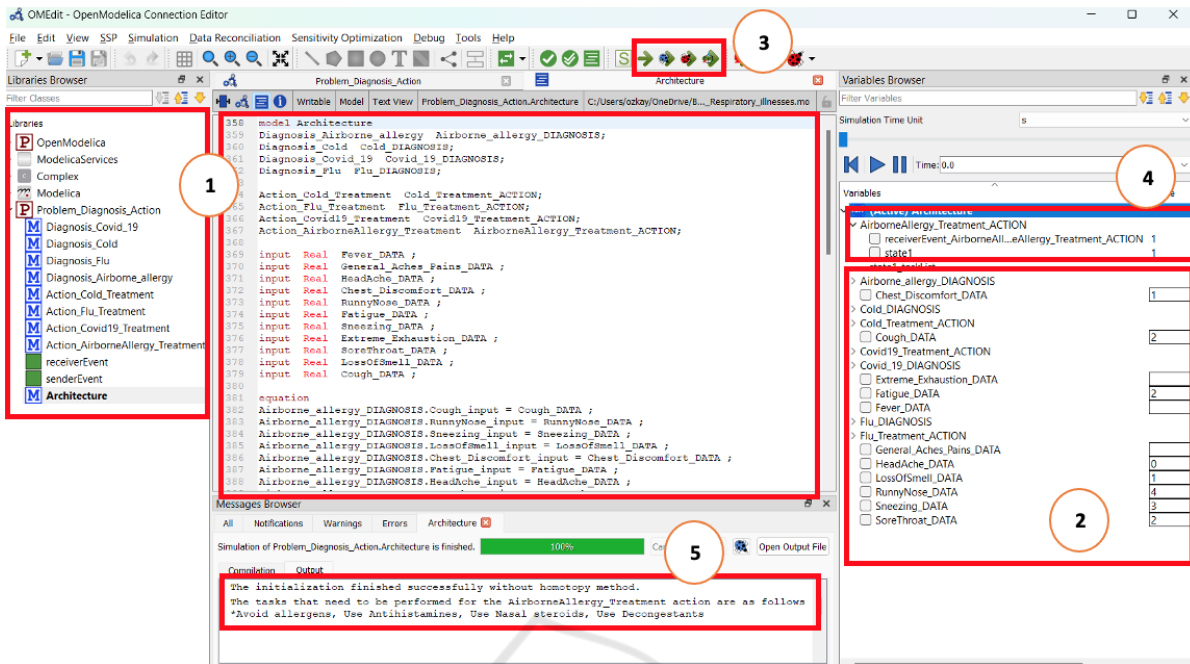 OMEdit - OpenModelica Connection Editor
File Edit View SSP Simulation Data Reconciliation Sensitivity Optimization Debug Tools Help
S
3
Libraries Browser
Filter Classes
Libraries
P OpenModelica
ModelicaServices
C Complex
Modelica
P Problem_Diagnosis_Action
M Diagnosis_Covid_19
M Diagnosis_Cold
M Diagnosis_Flu
M Diagnosis_Airborne_allergy
M Action_Cold_Treatment
M Action_Flu_Treatment
M Action_Covid19_Treatment
M Action_AirborneAllergy_Treatment
receiverEvent
senderEvent
M Architecture
1
Problem_Diagnosis_Action
Architecture
Writable Model Text View Problem_Diagnosis_Action.Architecture C:/Users/ozkay/OneDrive/B..._Respiratory_Illnesses.mo
358 model Architecture
359 Diagnosis_Airborne_allergy Airborne_allergy_DIAGNOSIS;
360 Diagnosis_Cold Cold_DIAGNOSIS;
361 Diagnosis_Covid_19 Covid_19_DIAGNOSIS;
2 Diagnosis_Flu Flu_DIAGNOSIS;
3
4 Action_Cold_Treatment Cold_Treatment_ACTION;
65 Action_Flu_Treatment Flu_Treatment_ACTION;
366 Action_Covid19_Treatment Covid19_Treatment_ACTION;
367 Action_AirborneAllergy_Treatment AirborneAllergy_Treatment_ACTION;
368
369 input Real Fever_DATA ;
370 input Real General_Aches_Pains_DATA ;
371 input Real HeadAche_DATA ;
372 input Real Chest_Discomfort_DATA ;
373 input Real RunnyNose_DATA ;
374 input Real Fatigue_DATA ;
375 input Real Sneezing_DATA ;
376 input Real Extreme_Exhaustion_DATA ;
377 input Real SoreThroat_DATA ;
378 input Real LossOfSmell_DATA ;
379 input Real Cough_DATA ;
380
381 equation
382 Airborne_allergy_DIAGNOSIS.Cough_input = Cough_DATA ;
383 Airborne_allergy_DIAGNOSIS.RunnyNose_input = RunnyNose_DATA ;
384 Airborne_allergy_DIAGNOSIS.Sneezing_input = Sneezing_DATA ;
385 Airborne_allergy_DIAGNOSIS.LossOfSmell_input = LossOfSmell_DATA ;
386 Airborne_allergy_DIAGNOSIS.Chest_Discomfort_input = Chest_Discomfort_DATA ;
387 Airborne_allergy_DIAGNOSIS.Fatigue_input = Fatigue_DATA ;
388 Airborne_allergy_DIAGNOSIS.HeadAche_input = HeadAche_DATA ;
Messages Browser
All Notifications Warnings Errors Architecture
Simulation of Problem_Diagnosis_Action.Architecture is finished. 100% Open Output File
5
Compilation Output
The initialization finished successfully without homotopy method.
The tasks that need to be performed for the AirborneAllergy_Treatment action are as follows
*Avoid allergens, Use Antihistamines, Use Nasal steroids, Use Decongestants
Variables Browser
Filter Variables
Simulation Time Unit s
Time: 0.0
4
Variables
(Active) Architecture
AirborneAllergy_Treatment_ACTION
receiverEvent_AirborneAll...eAllergy_Treatment_ACTION 1
state1 1
Airborne_allergy_DIAGNOSIS
Chest_Discomfort_DATA 1
Cold_DIAGNOSIS
Cold_Treatment_ACTION
Cough_DATA 2
Covid19_Treatment_ACTION
Covid_19_DIAGNOSIS
Extreme_Exhaustion_DATA
Fatigue_DATA 2
Fever_DATA
Flu_DIAGNOSIS
Flu_Treatment_ACTION
General_Aches_Pains_DATA
HeadAche_DATA 0
LossOfSmell_DATA 1
RunnyNose_DATA 4
Sneezing_DATA 3
SoreThroat_DATA 2
2